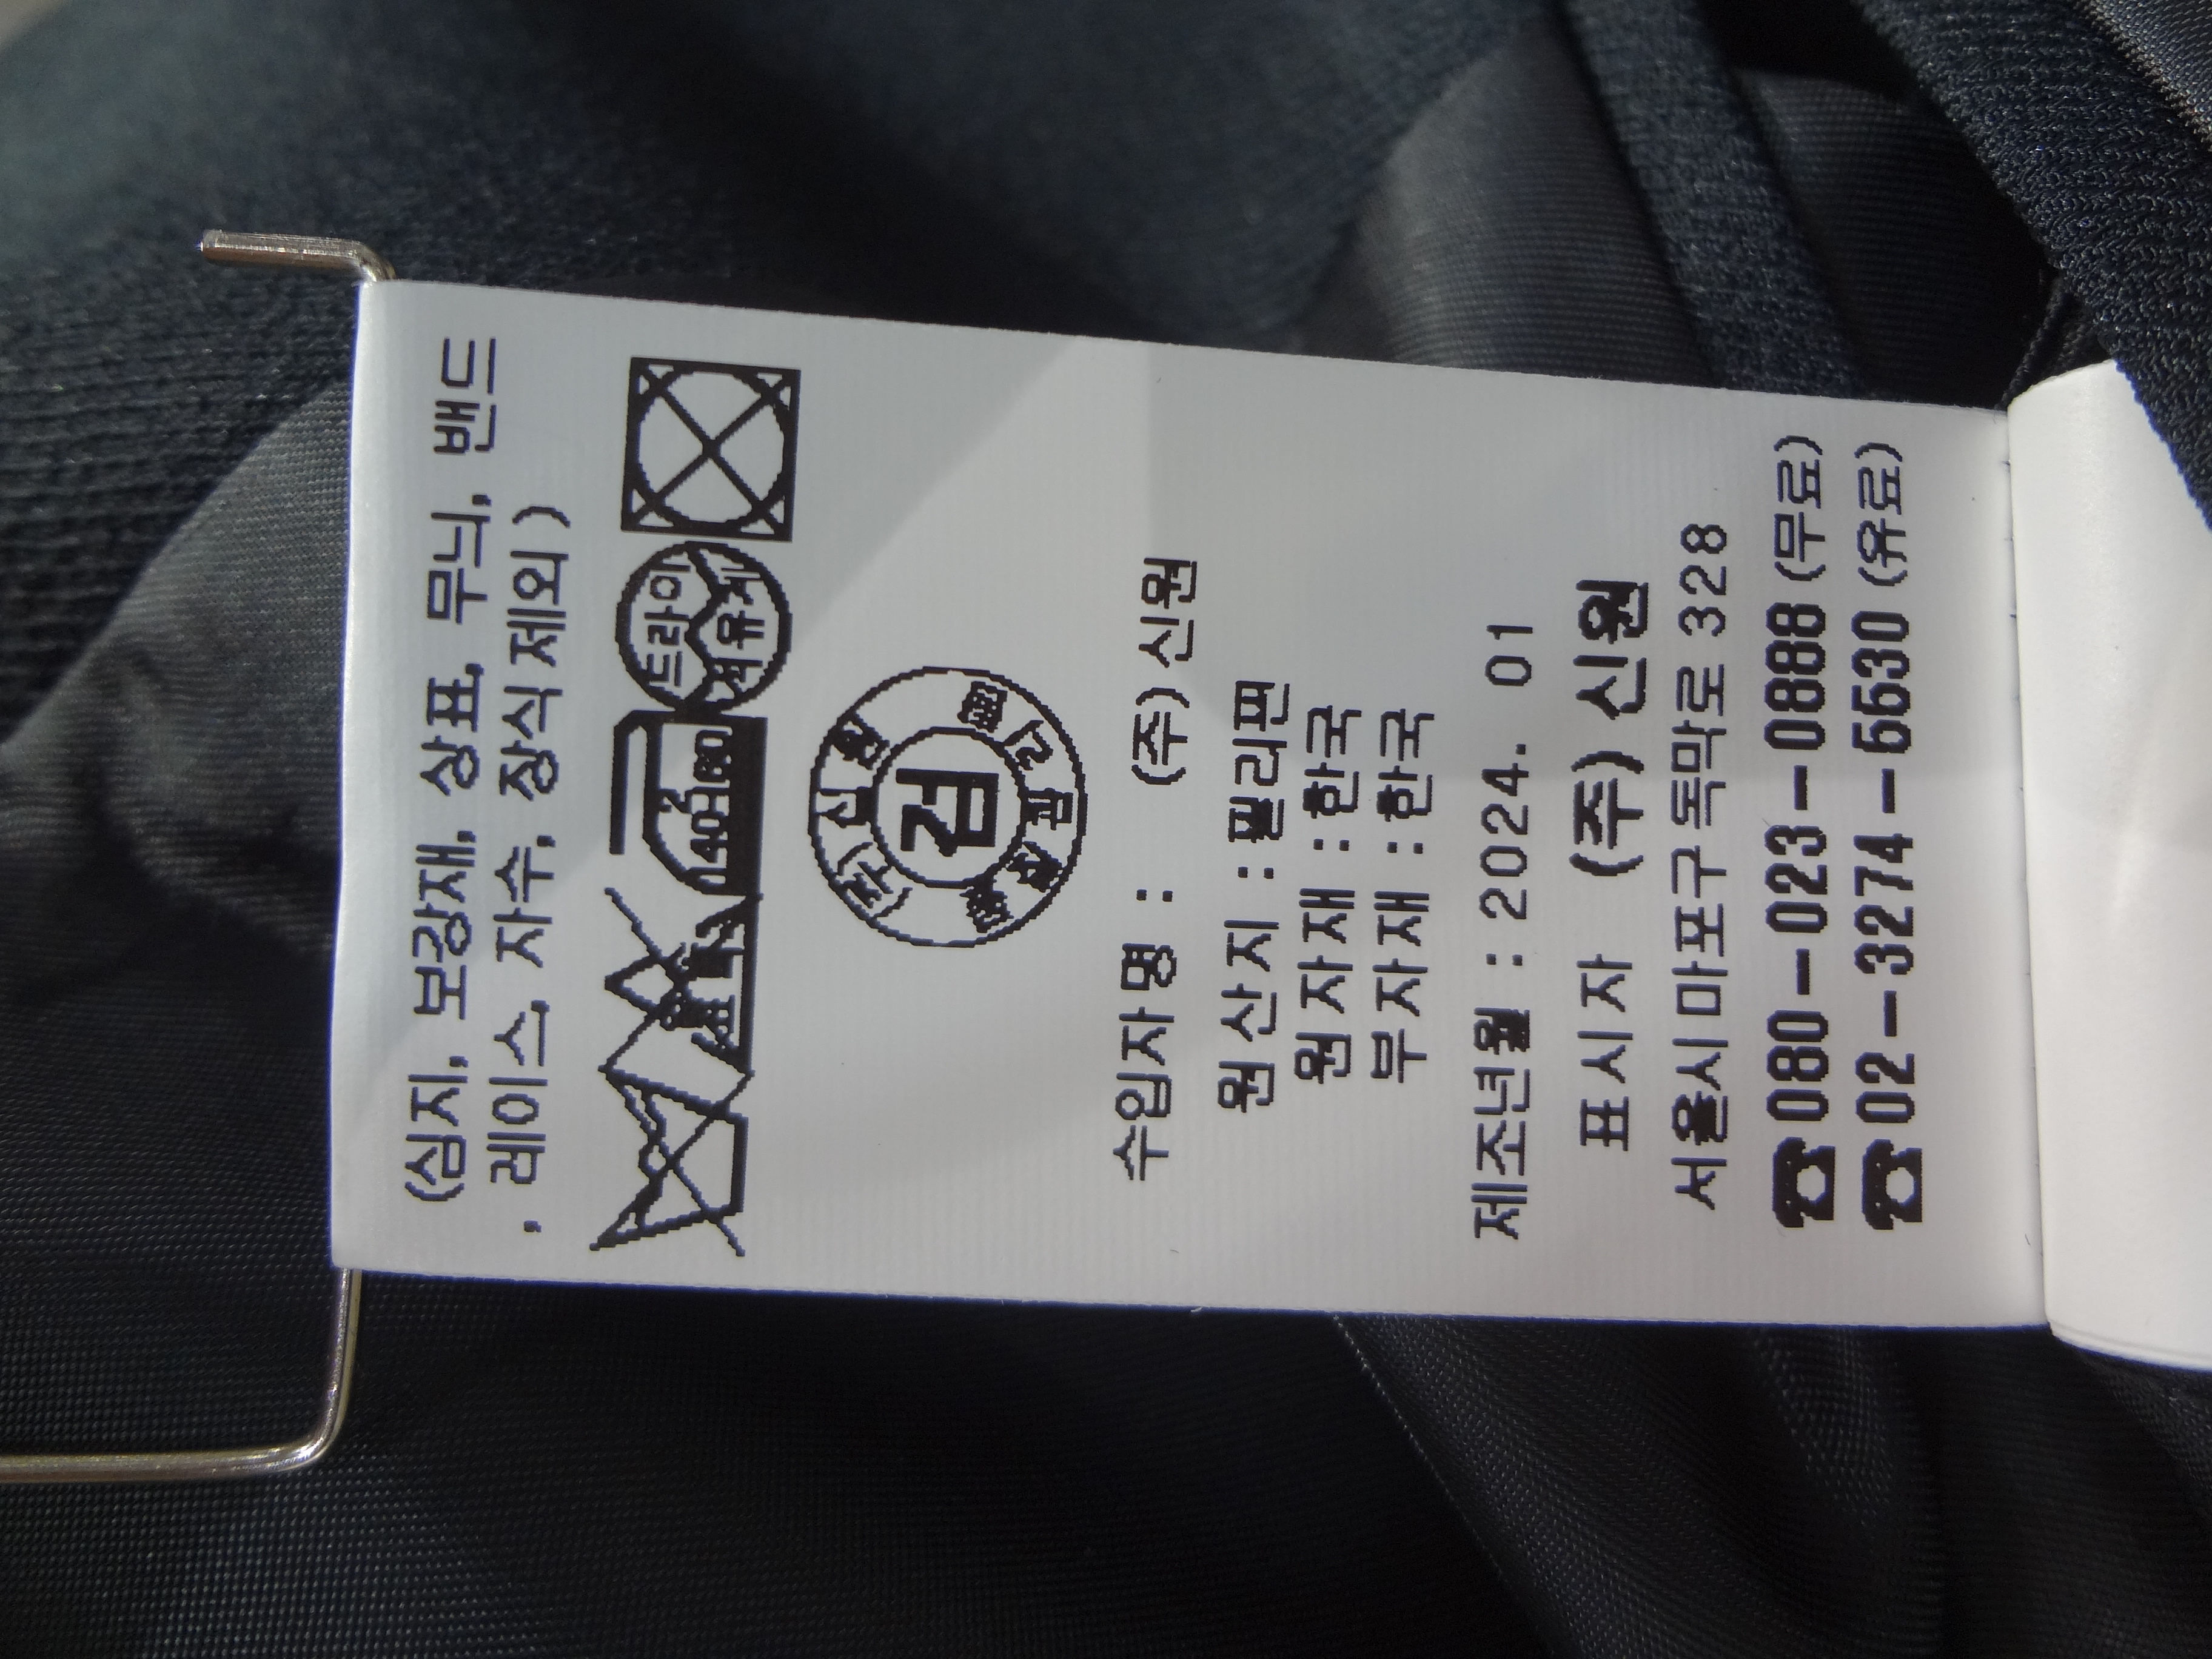 (심지, 보강재, 상표, 무늬, 밴드
, 레이스, 자수, 장식 제외)
드라이
석유계
검
(주)신원
수입자명 : (주)신원
원산지 : 필리핀
원자재 : 한국
부자재 : 한국
제조년월 : 2024. 01
표시자 (주)신원
서울시 마포구 독막로 328
☎080-023-0888 (무료)
☎02-3274-6630 (유료)